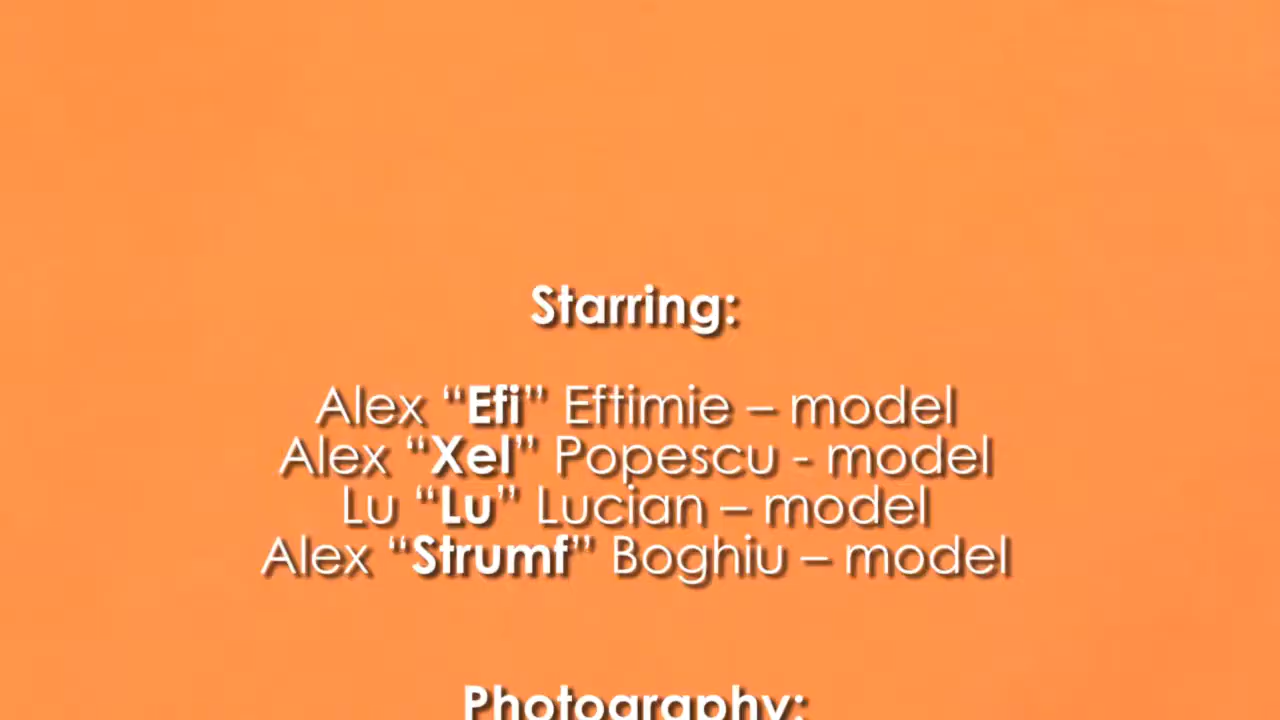 Starring:
Alex “Efi” Eftimie – model
Alex “Xel” Popescu - model
Lu “Lu” Lucian – model
Alex “Strumf” Boghiu – model
Photography: